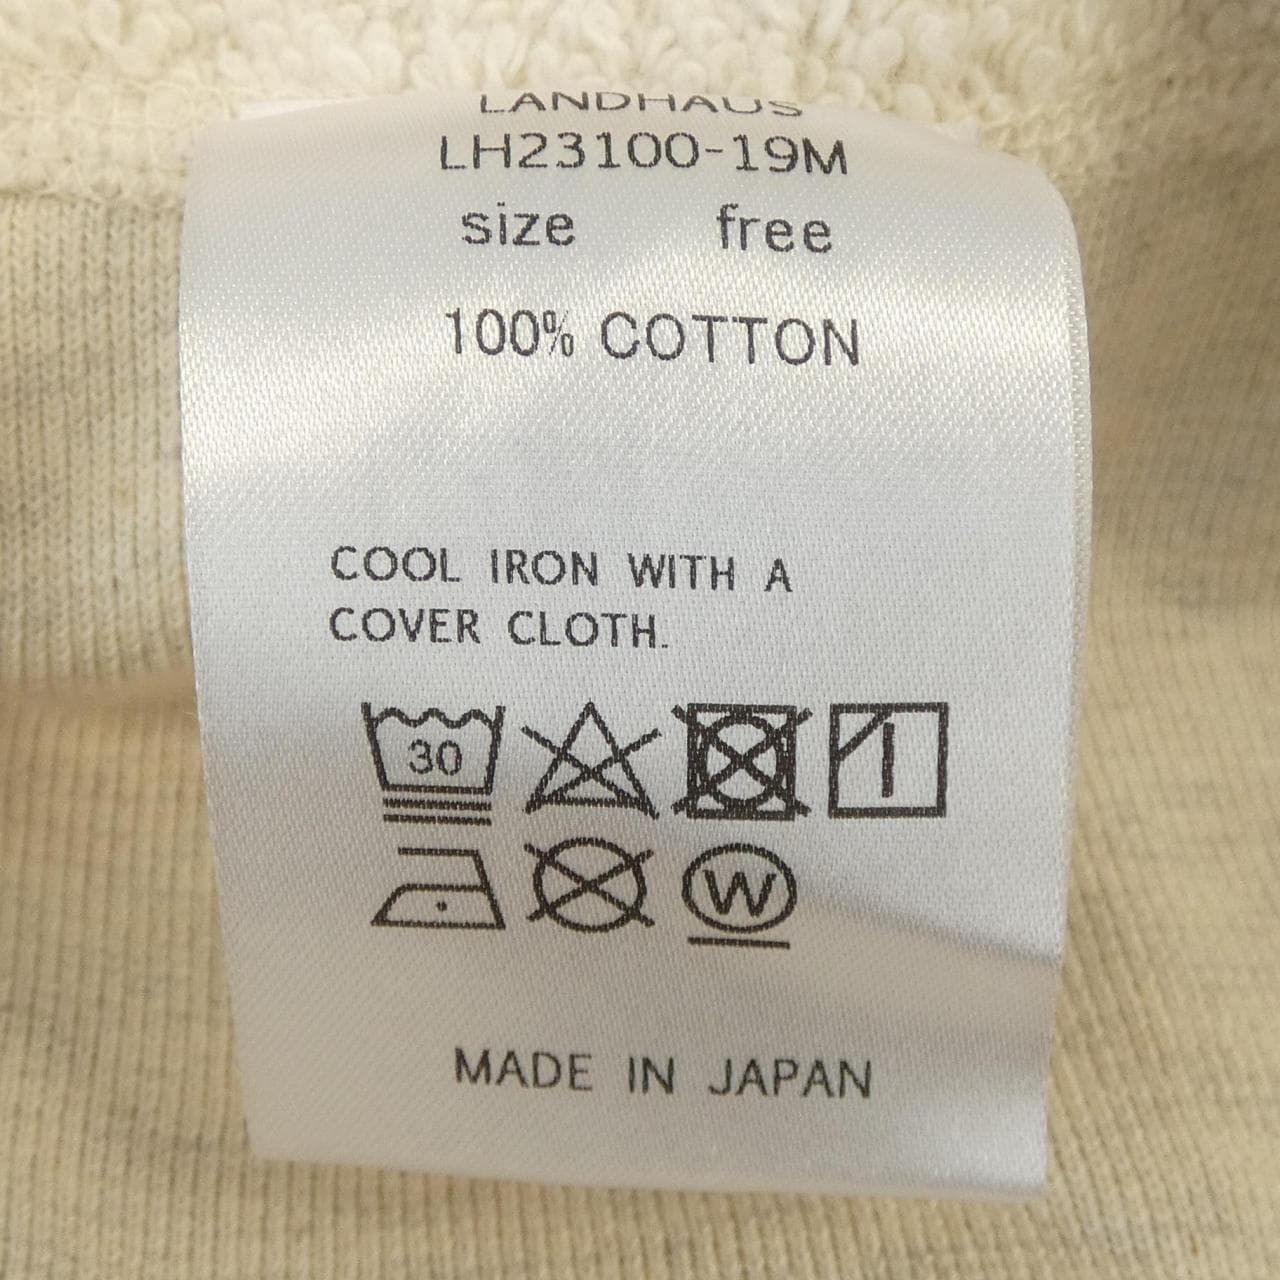 LANDHAUS
LH23100-19M
size free
100% COTTON
COOL IRON WITH A
COVER CLOTH.
30
W
MADE IN JAPAN